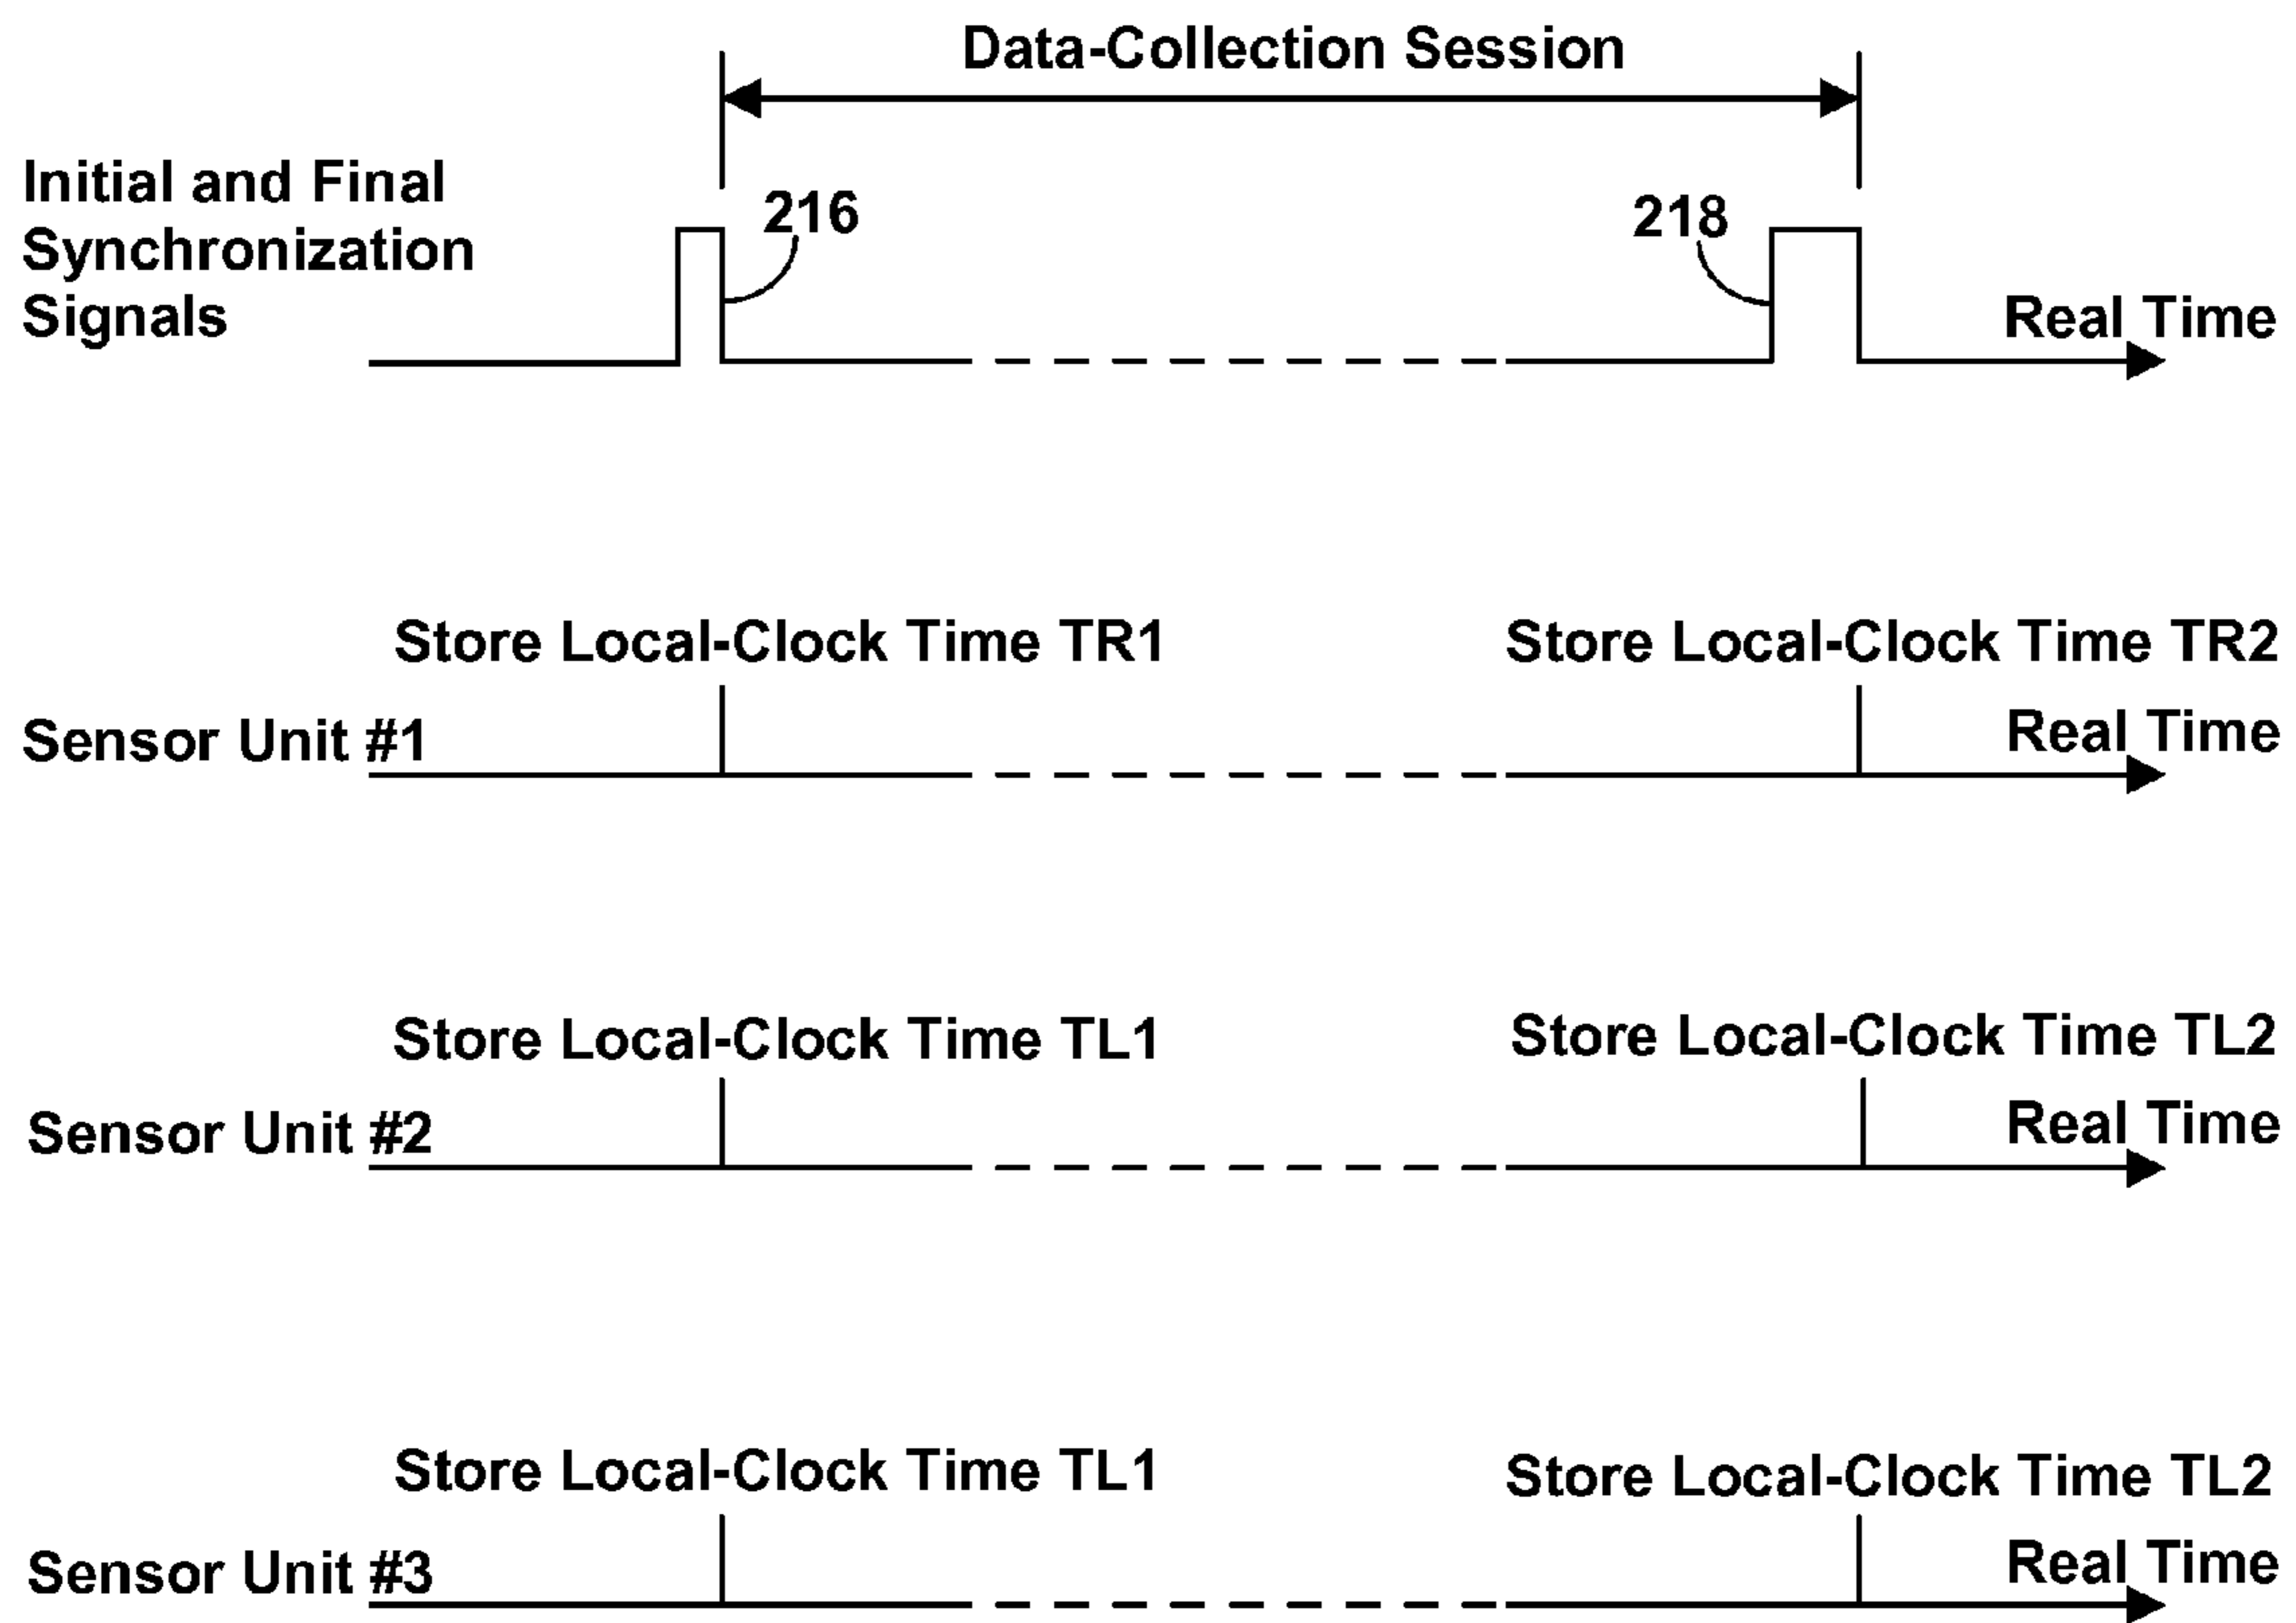 Data-Collection Session
Initial and Final
Synchronization
Signals
216
218
Real Time
Store Local-Clock Time TR1
Store Local-Clock Time TR2
Sensor Unit #1
Real Time
Store Local-Clock Time TL1
Store Local-Clock Time TL2
Sensor Unit #2
Real Time
Store Local-Clock Time TL1
Store Local-Clock Time TL2
Sensor Unit #3
Real Time